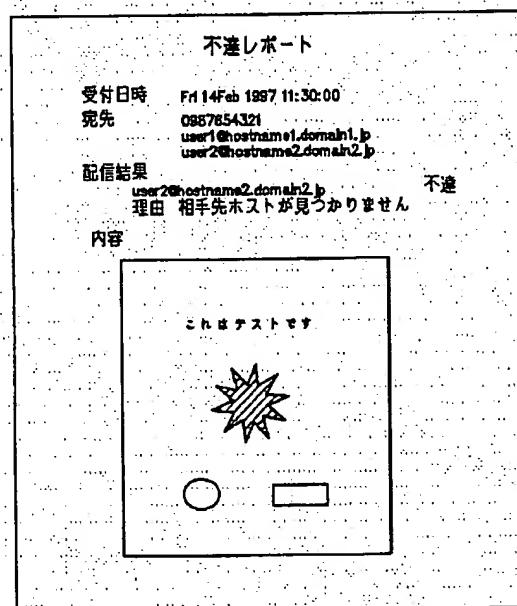 不達レポート
受付日時 Fri 14Feb 1997 11:30:00
宛先 0987654321
user1@hostname1.domain1.jp
user2@hostname2.domain2.jp
配信結果
user2@hostname2.domain2.jp 不達
理由 相手先ホストが見つかりません
内容
これはテストです